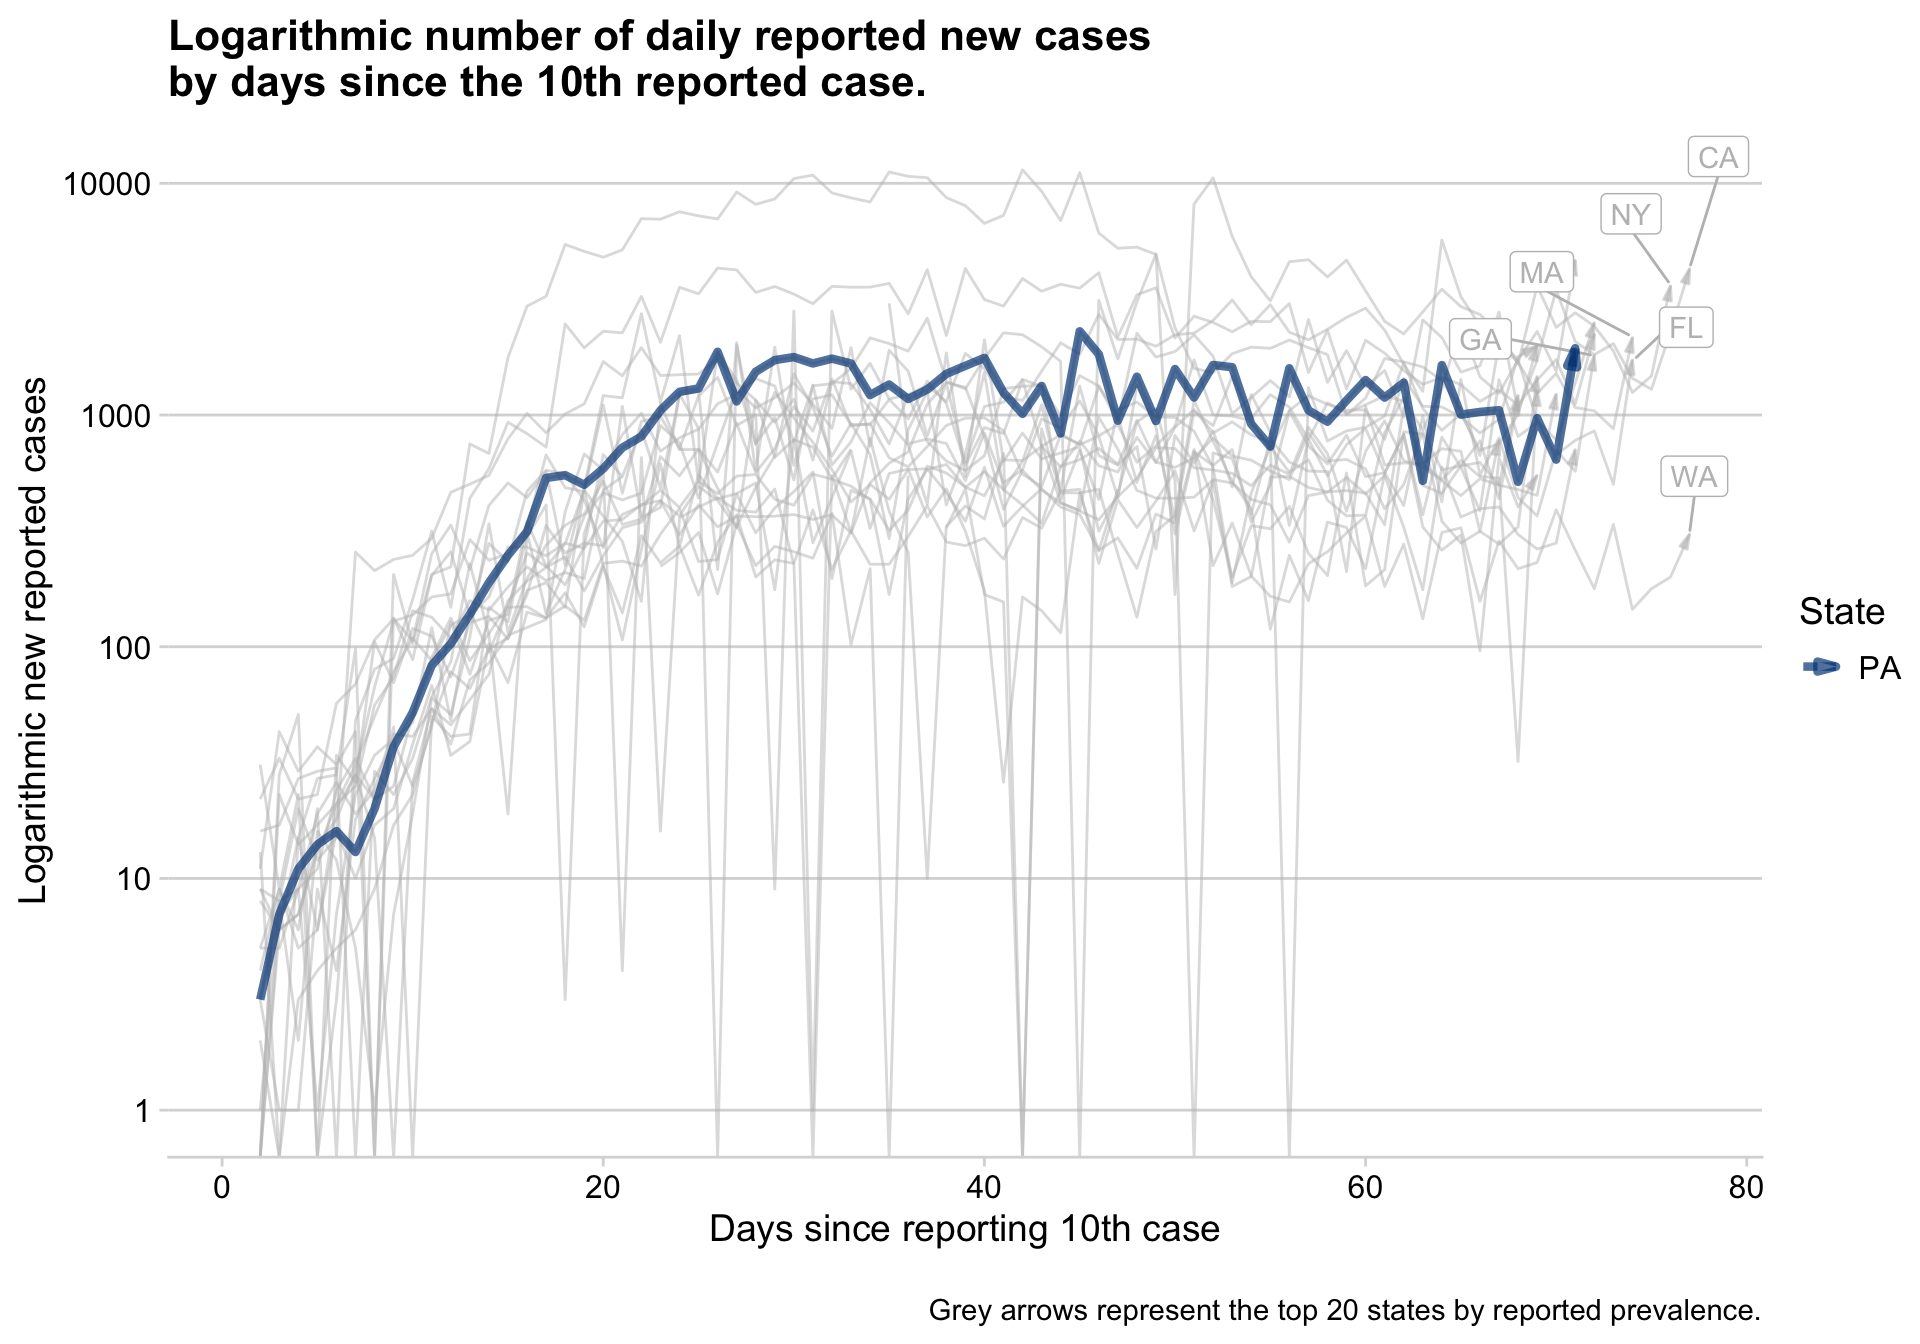 Logarithmic number of daily reported new cases
by days since the 10th reported case.
CA
10000
NY
MA
FL
GA
1000
WA
Logarithmic new reported cases
State
100
PA
10
1
0
20
40
60
80
Days since reporting 10th case
Grey arrows represent the top 20 states by reported prevalence.